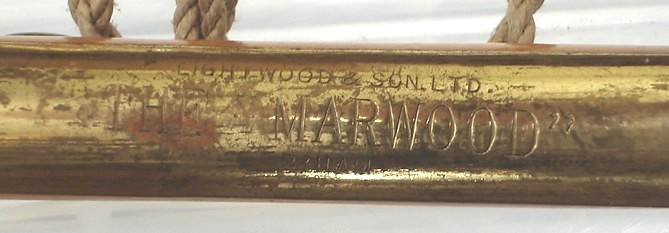 LIGHTWOOD & SON. LTD.
THE "MARWOOD"